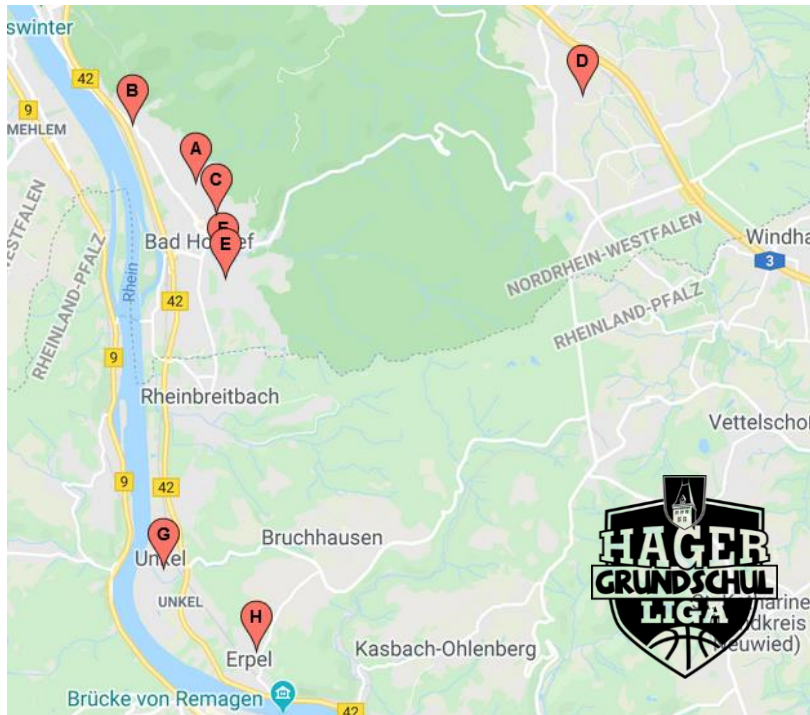 swinter
42
B
D
9
MEHLEM
A
C
WESTFALEN
F
E
Bad Ho ef
NORDRHEIN-WESTFALEN
Windha
3
Rhein
RHEINLAND-PFALZ
42
RHEINLAND-PFALZ
9
Rheinbreitbach
Vettelscho
9
42
G
Bruchhausen
Unkel
HAGER
GRUNDSCHUL
LIGA
UNKEL
H
Erpel
Kasbach-Ohlenberg
Brücke von Remagen
42